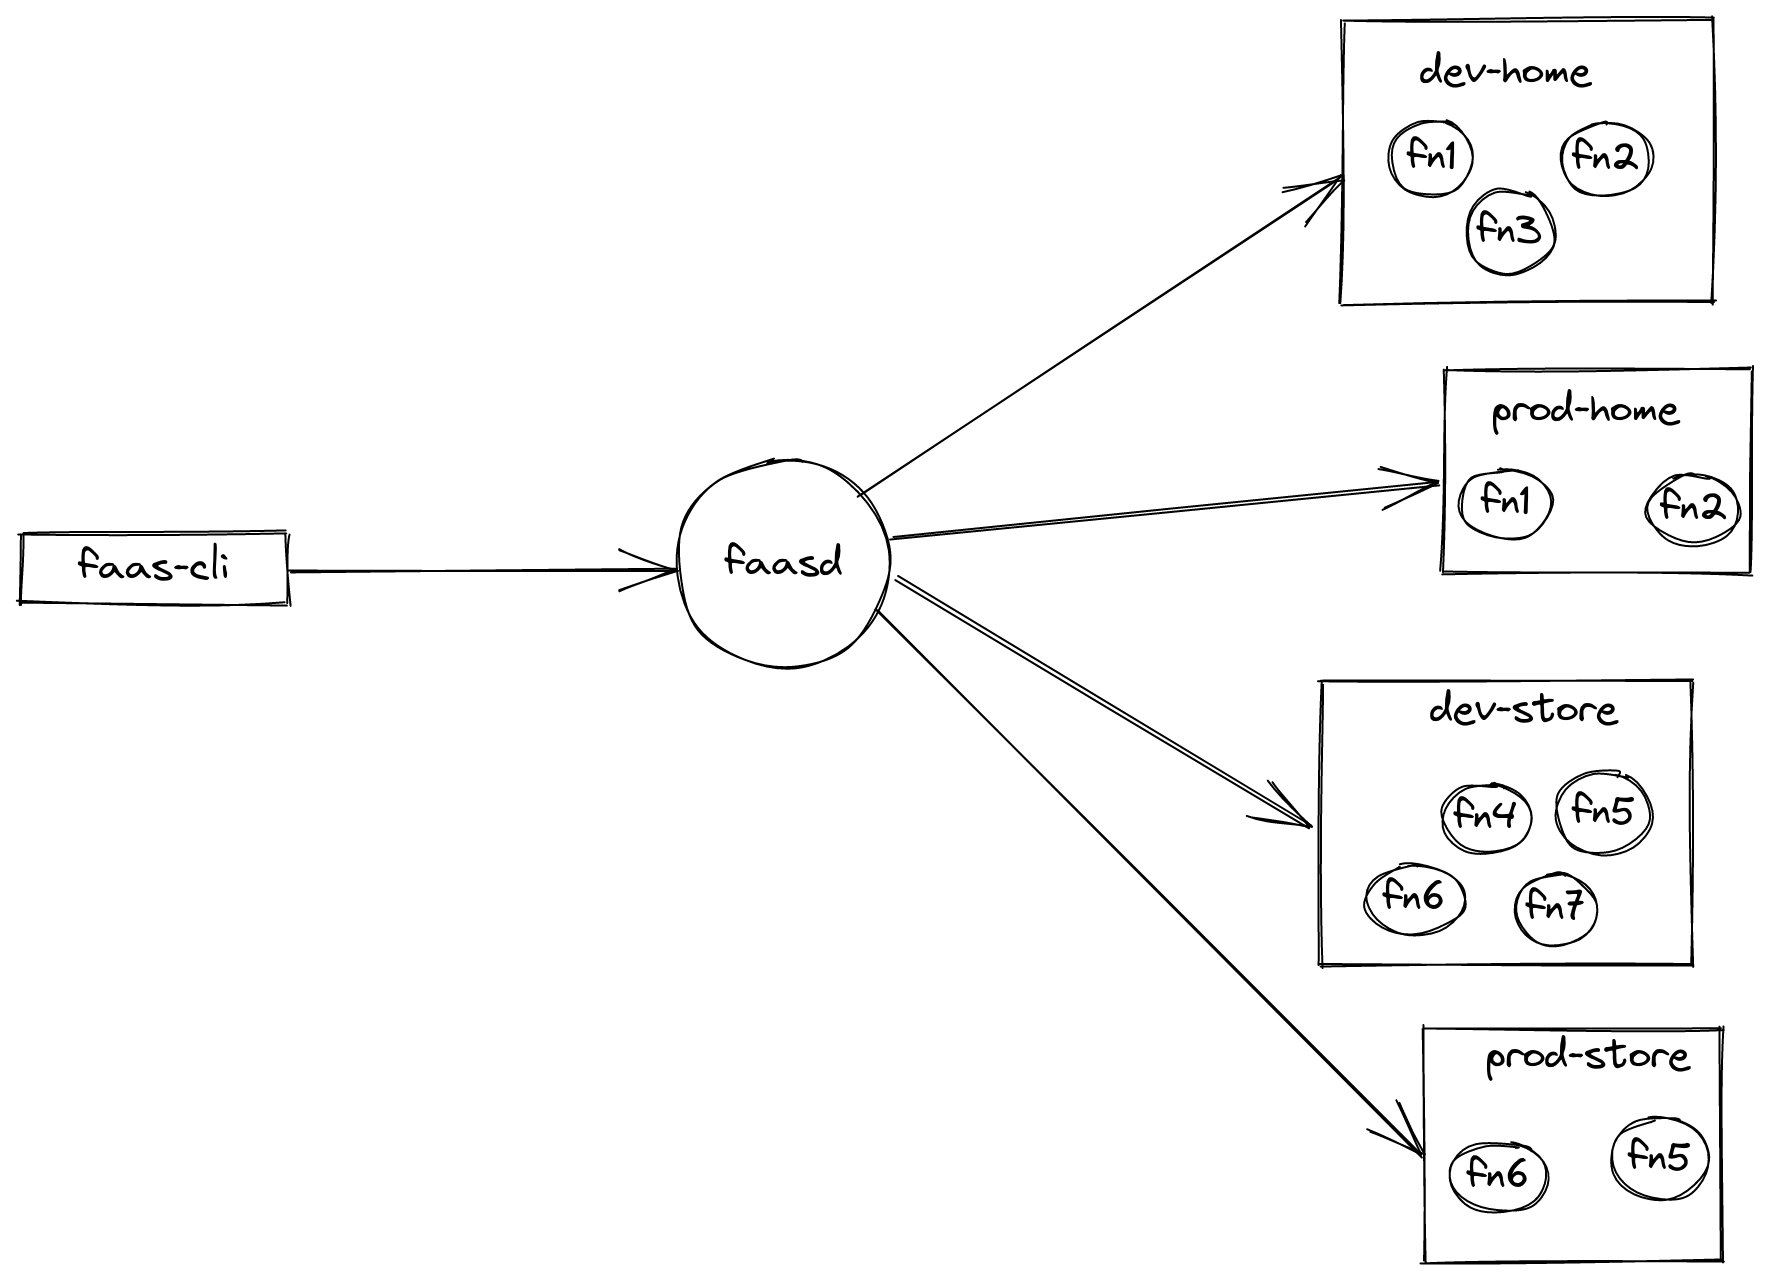 faas-cli
faasd
dev-home
fn1
fn2
fn3
prod-home
fn1
fn2
dev-store
fn4
fn5
fn6
fn7
prod-store
fn6
fn5